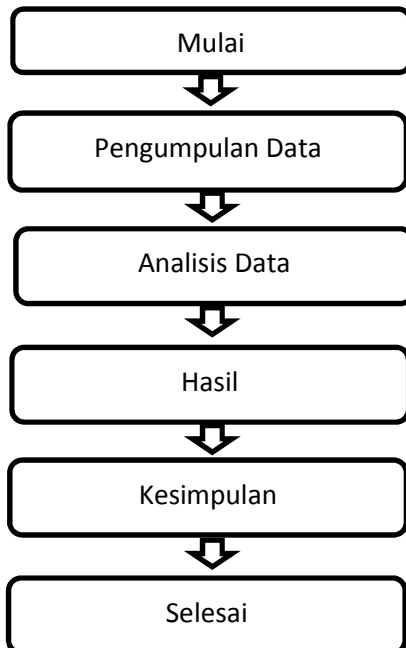 Mulai
Pengumpulan Data
Analisis Data
Hasil
Kesimpulan
Selesai